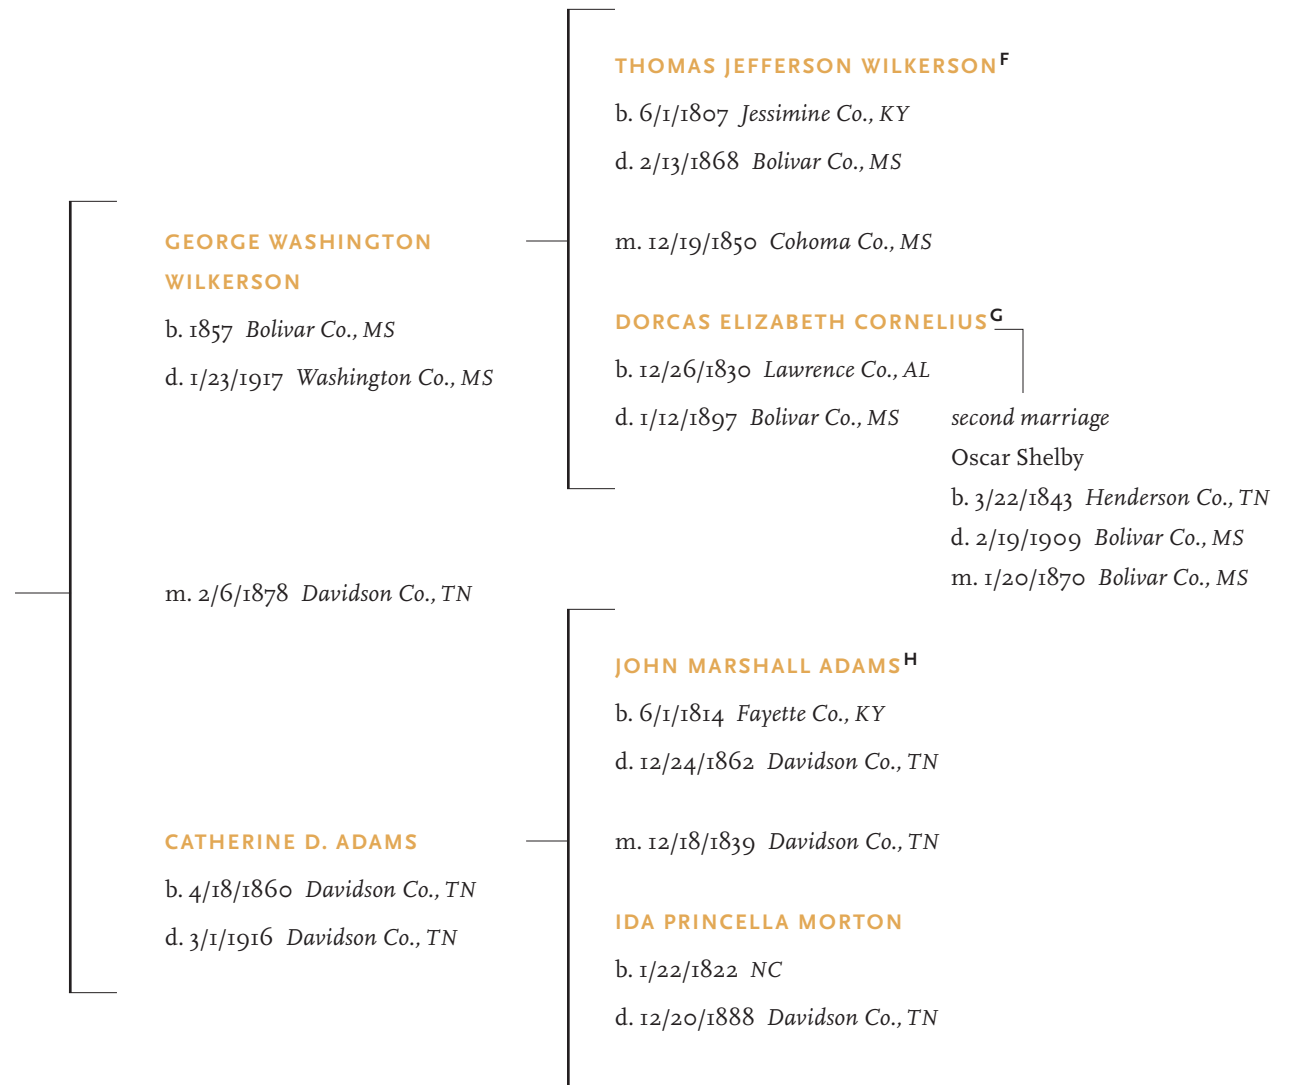 THOMAS JEFFERSON WILKERSON F
b. 6/1/1807 Jessimine Co., KY
d. 2/13/1868 Bolivar Co., MS
m. 12/19/1850 Cohoma Co., MS
DORCAS ELIZABETH CORNELIUS G
b. 12/26/1830 Lawrence Co., AL
d. 1/12/1897 Bolivar Co., MS
second marriage
Oscar Shelby
b. 3/22/1843 Henderson Co., TN
d. 2/19/1909 Bolivar Co., MS
m. 1/20/1870 Bolivar Co., MS
GEORGE WASHINGTON
WILKERSON
b. 1857 Bolivar Co., MS
d. 1/23/1917 Washington Co., MS
m. 2/6/1878 Davidson Co., TN
CATHERINE D. ADAMS
b. 4/18/1860 Davidson Co., TN
d. 3/1/1916 Davidson Co., TN
JOHN MARSHALL ADAMS H
b. 6/1/1814 Fayette Co., KY
d. 12/24/1862 Davidson Co., TN
m. 12/18/1839 Davidson Co., TN
IDA PRINCELLA MORTON
b. 1/22/1822 NC
d. 12/20/1888 Davidson Co., TN